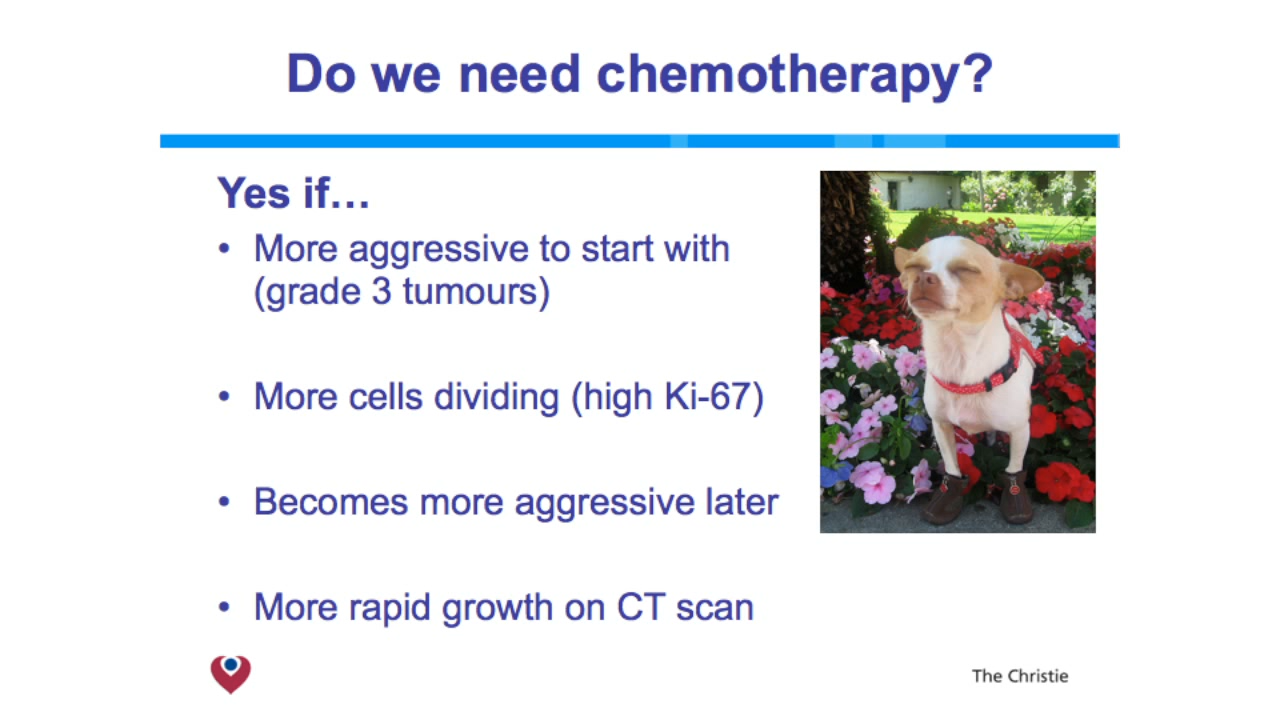 Do we need chemotherapy?
Yes if...
• More aggressive to start with
(grade 3 tumours)
• More cells dividing (high Ki-67)
• Becomes more aggressive later
• More rapid growth on CT scan
The Christie